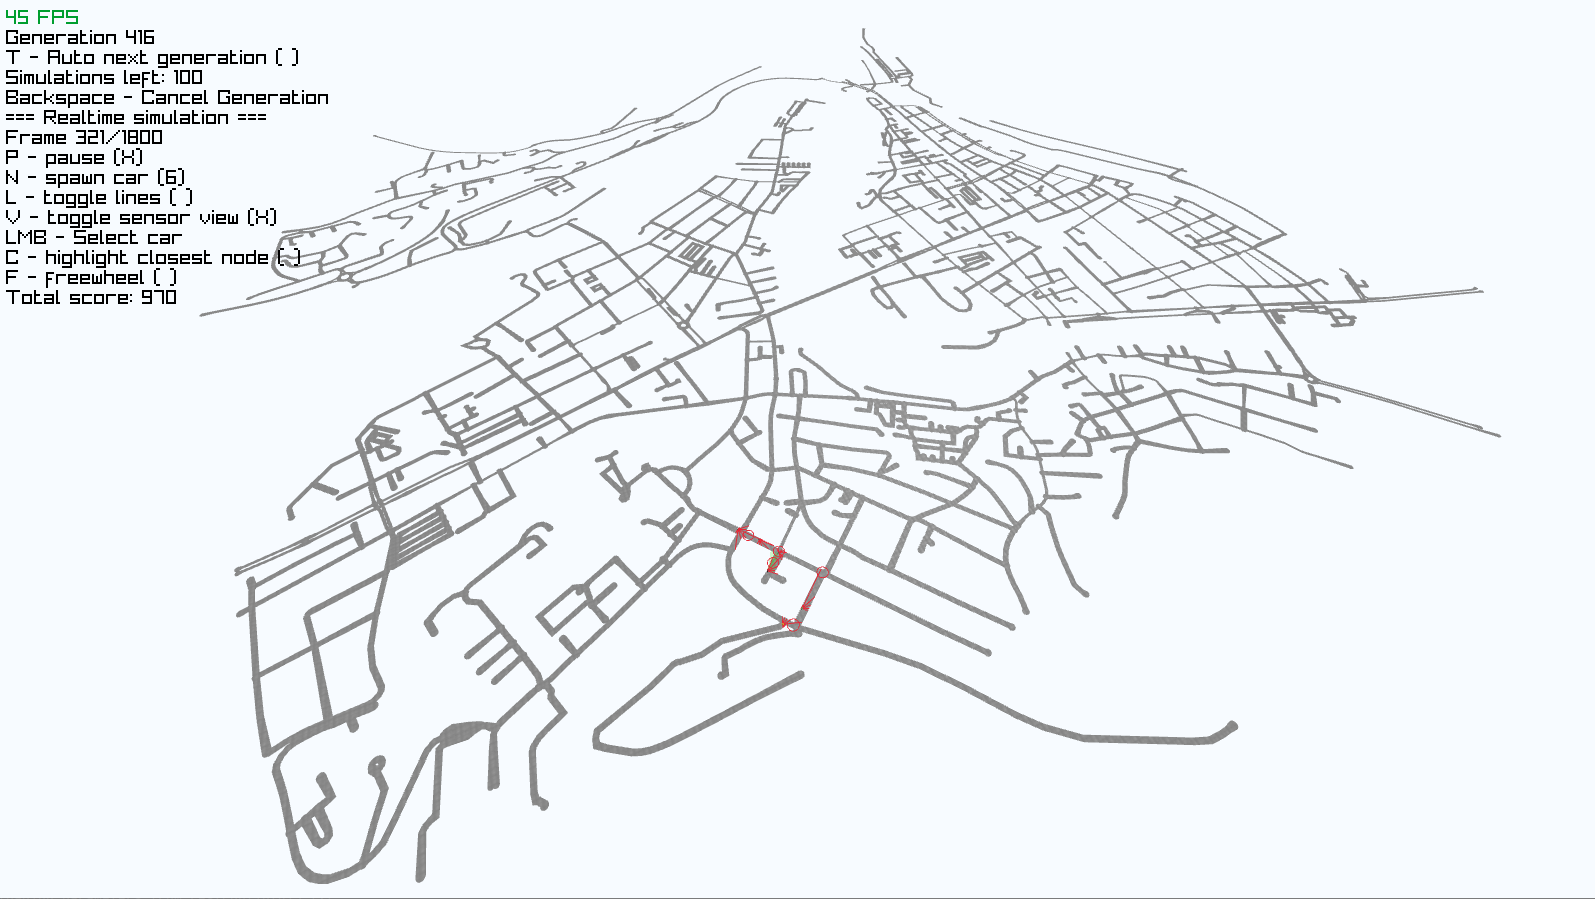 45 FPS
Generation 416
T - Auto next generation ( )
Simulations left: 100
Backspace - Cancel Generation
=== Realtime simulation ===
Frame 321/1800
P - pause (X)
N - spawn car (6)
L - toggle lines ( )
V - toggle sensor view (X)
LMB - Select car
C - highlight closest node ( )
F - freewheel ( )
Total score: 970